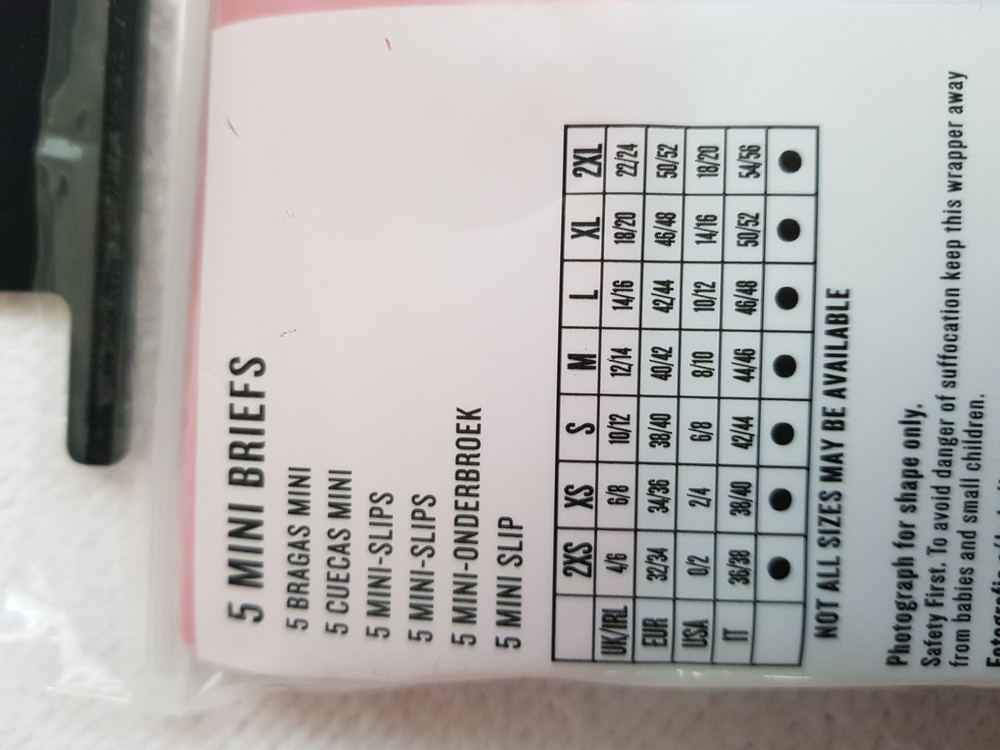 5 MINI BRIEFS
5 BRAGAS MINI
5 CUECAS MINI
5 MINI-SLIPS
5 MINI-SLIPS
5 MINI-ONDERBROEK
5 MINI SLIP
2XS XS S M L XL 2XL
UK/IRL 4/6 6/8 10/12 12/14 14/16 18/20 22/24
EUR 32/34 34/36 38/40 40/42 42/44 46/48 50/52
USA 0/2 2/4 6/8 8/10 10/12 14/16 18/20
IT 36/38 38/40 42/44 44/46 46/48 50/52 54/56
NOT ALL SIZES MAY BE AVAILABLE
Photograph for shape only.
Safety First. To avoid danger of suffocation keep this wrapper away
from babies and small children.